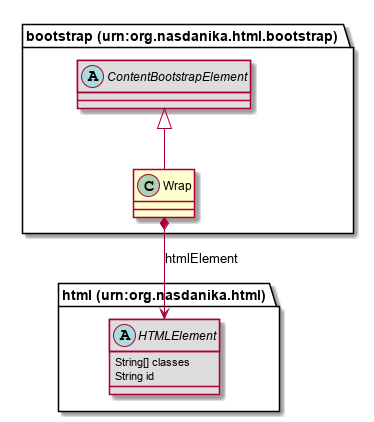 bootstrap (urn:org.nasdanika.html.bootstrap)
A ContentBootstrapElement
C Wrap
htmlElement
html (urn:org.nasdanika.html)
A HTMLElement
String[] classes
String id